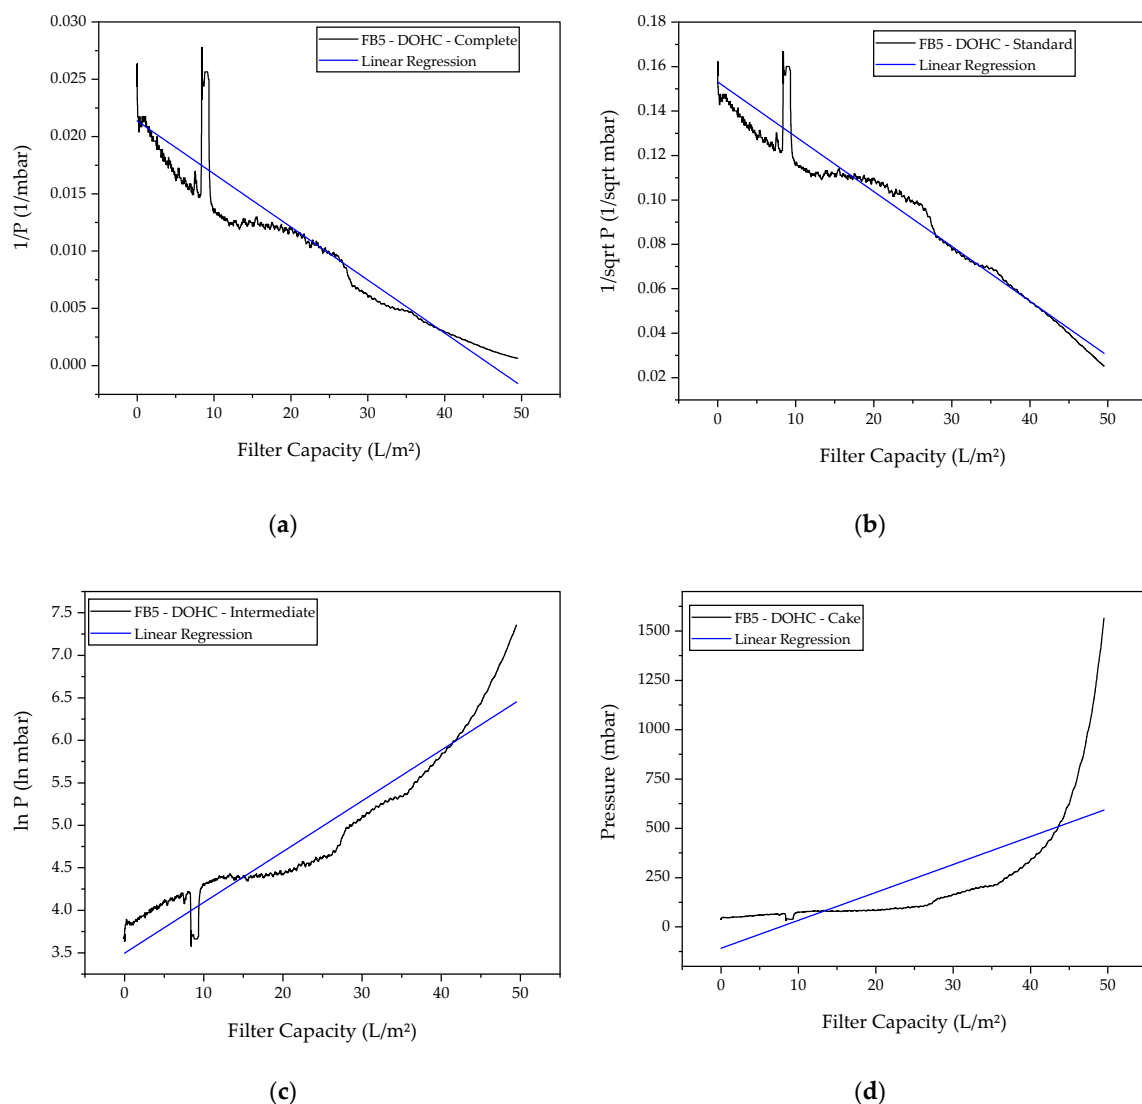 FB5 - DOHC - Complete
Linear Regression
0.030
0.025
0.020
0.015
0.010
0.005
0.000
1/P (1/mbar)
0
10
20
30
40
50
Filter Capacity (L/m²)
(a)
FB5 - DOHC - Standard
Linear Regression
0.18
0.16
0.14
0.12
0.10
0.08
0.06
0.04
0.02
1/sqrt P (1/sqrt mbar)
0
10
20
30
40
50
Filter Capacity (L/m²)
(b)
FB5 - DOHC - Intermediate
Linear Regression
7.5
7.0
6.5
6.0
5.5
5.0
4.5
4.0
3.5
ln P (ln mbar)
0
10
20
30
40
50
Filter Capacity (L/m²)
(c)
FB5 - DOHC - Cake
Linear Regression
1500
1250
1000
750
500
250
0
Pressure (mbar)
0
10
20
30
40
50
Filter Capacity (L/m²)
(d)